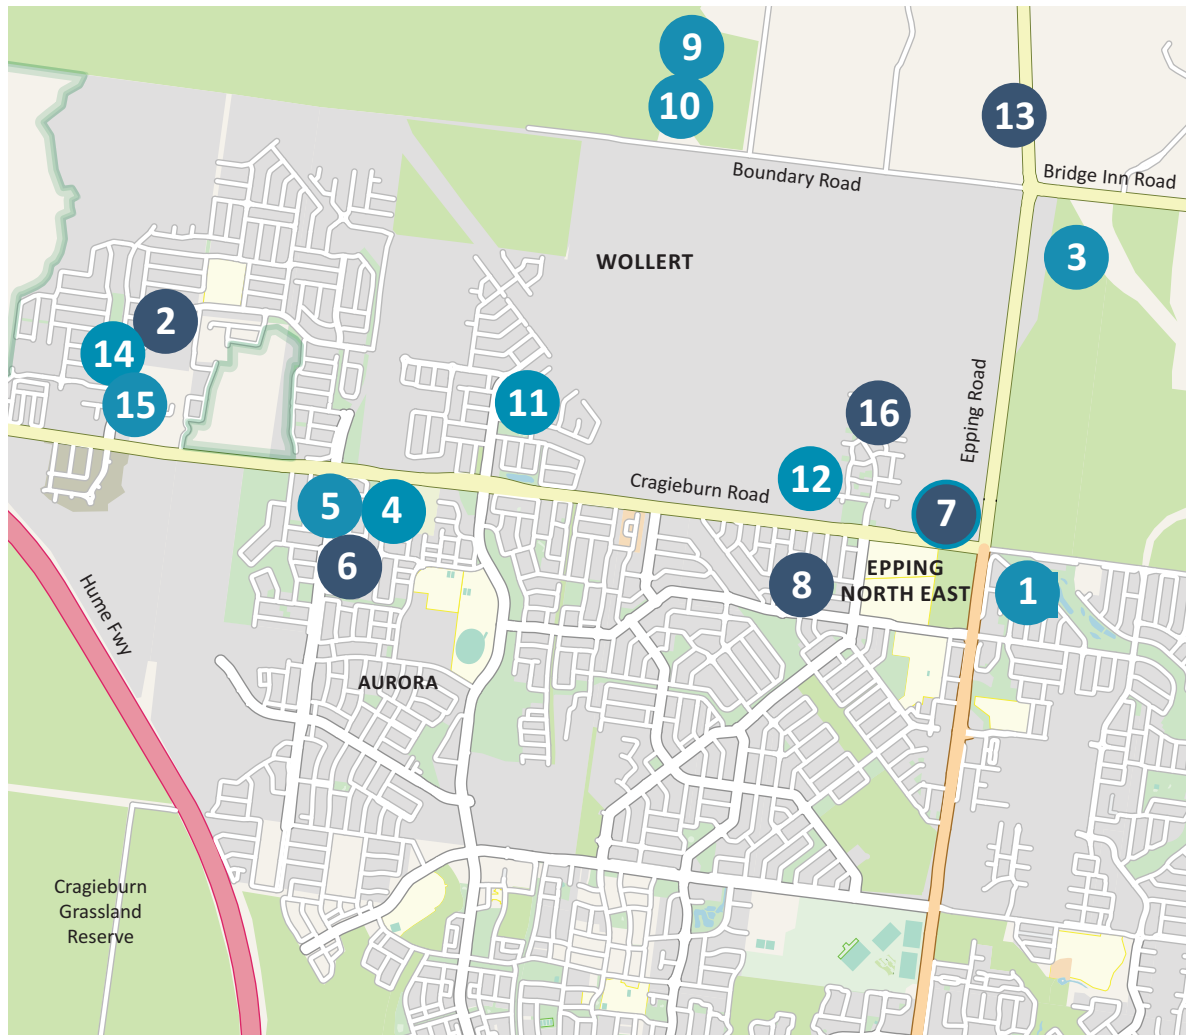 9
10
13
Boundary Road
Bridge Inn Road
3
WOLLERT
2
14
15
11
16
Epping Road
12
Cragieburn Road
5
4
7
6
8
EPPING
NORTH EAST
1
Hume Fwy
AURORA
Cragieburn
Grassland
Reserve